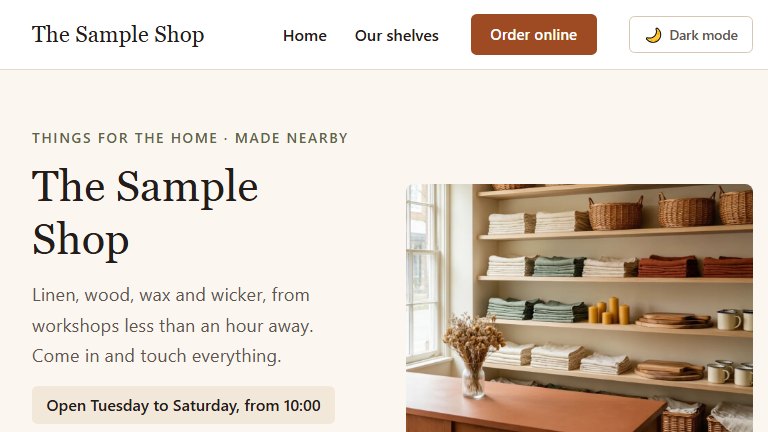 The Sample Shop
Home
Our shelves
Order online
🌙 Dark mode
THINGS FOR THE HOME · MADE NEARBY
The Sample
Shop
Linen, wood, wax and wicker, from
workshops less than an hour away.
Come in and touch everything.
Open Tuesday to Saturday, from 10:00